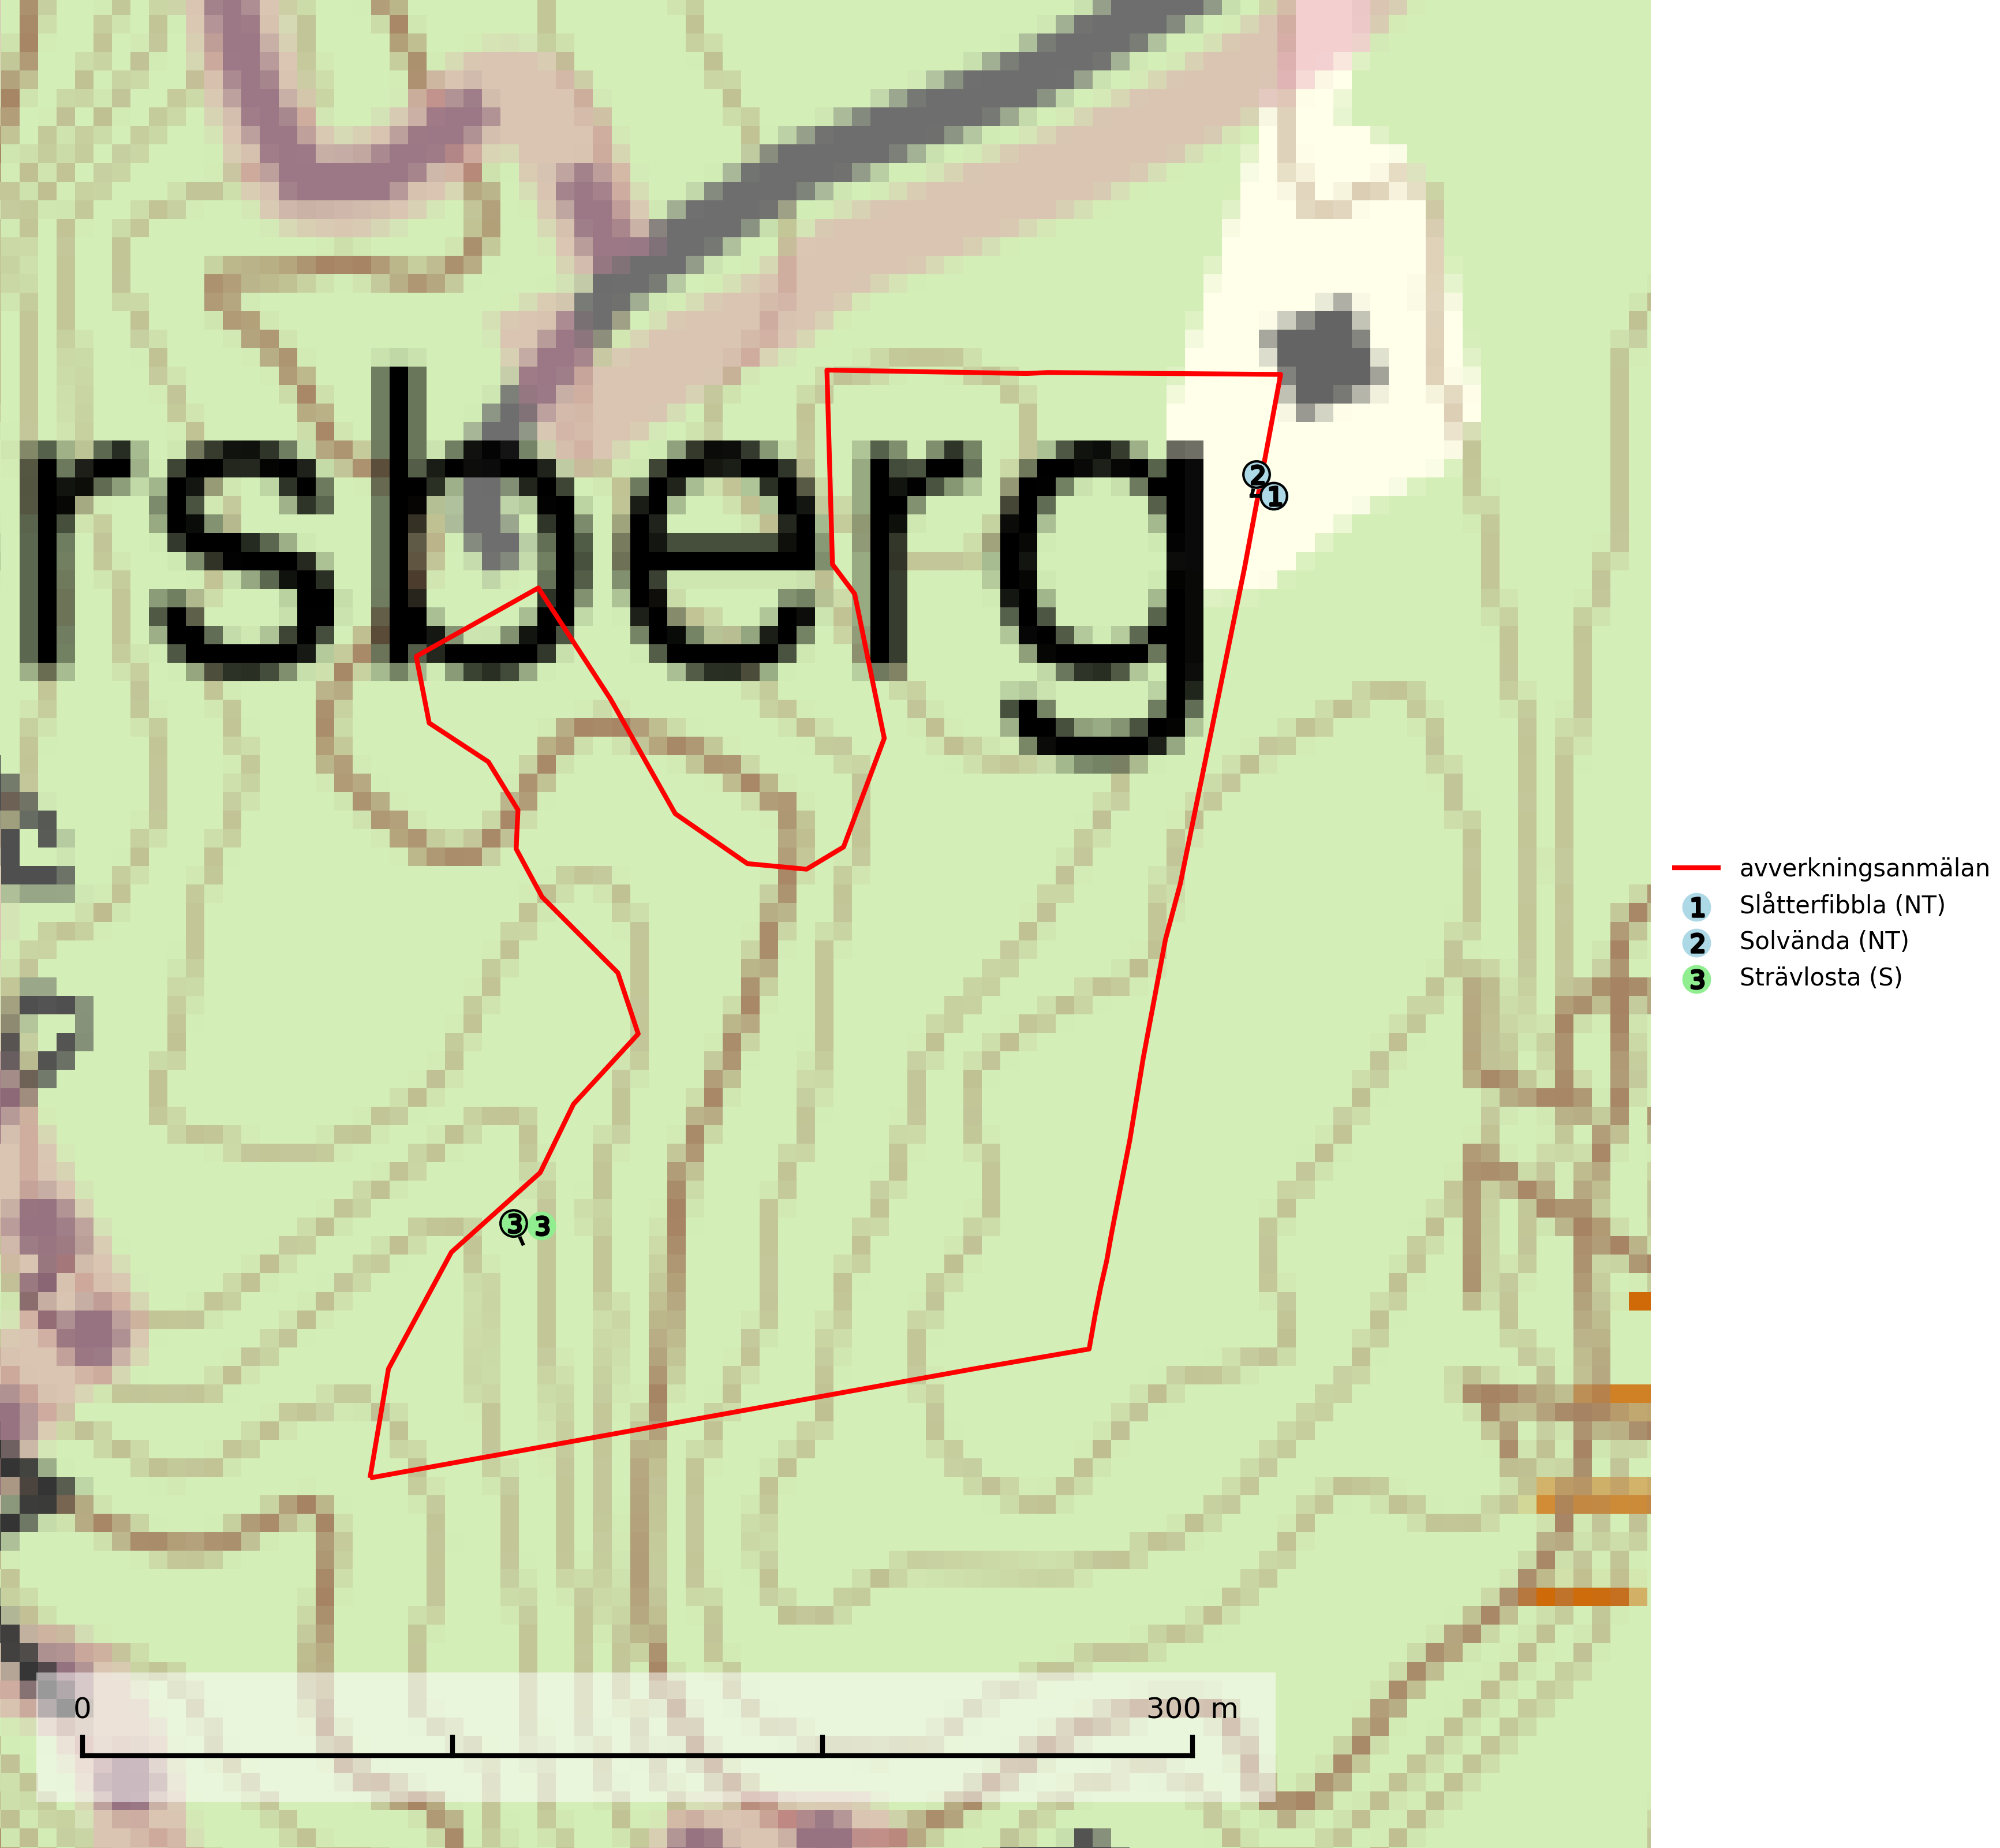 rsberg
2
1
3 3
avverkningsanmälan
1 Slåtterfibbla (NT)
2 Solvända (NT)
3 Strävlosta (S)
0 300 m